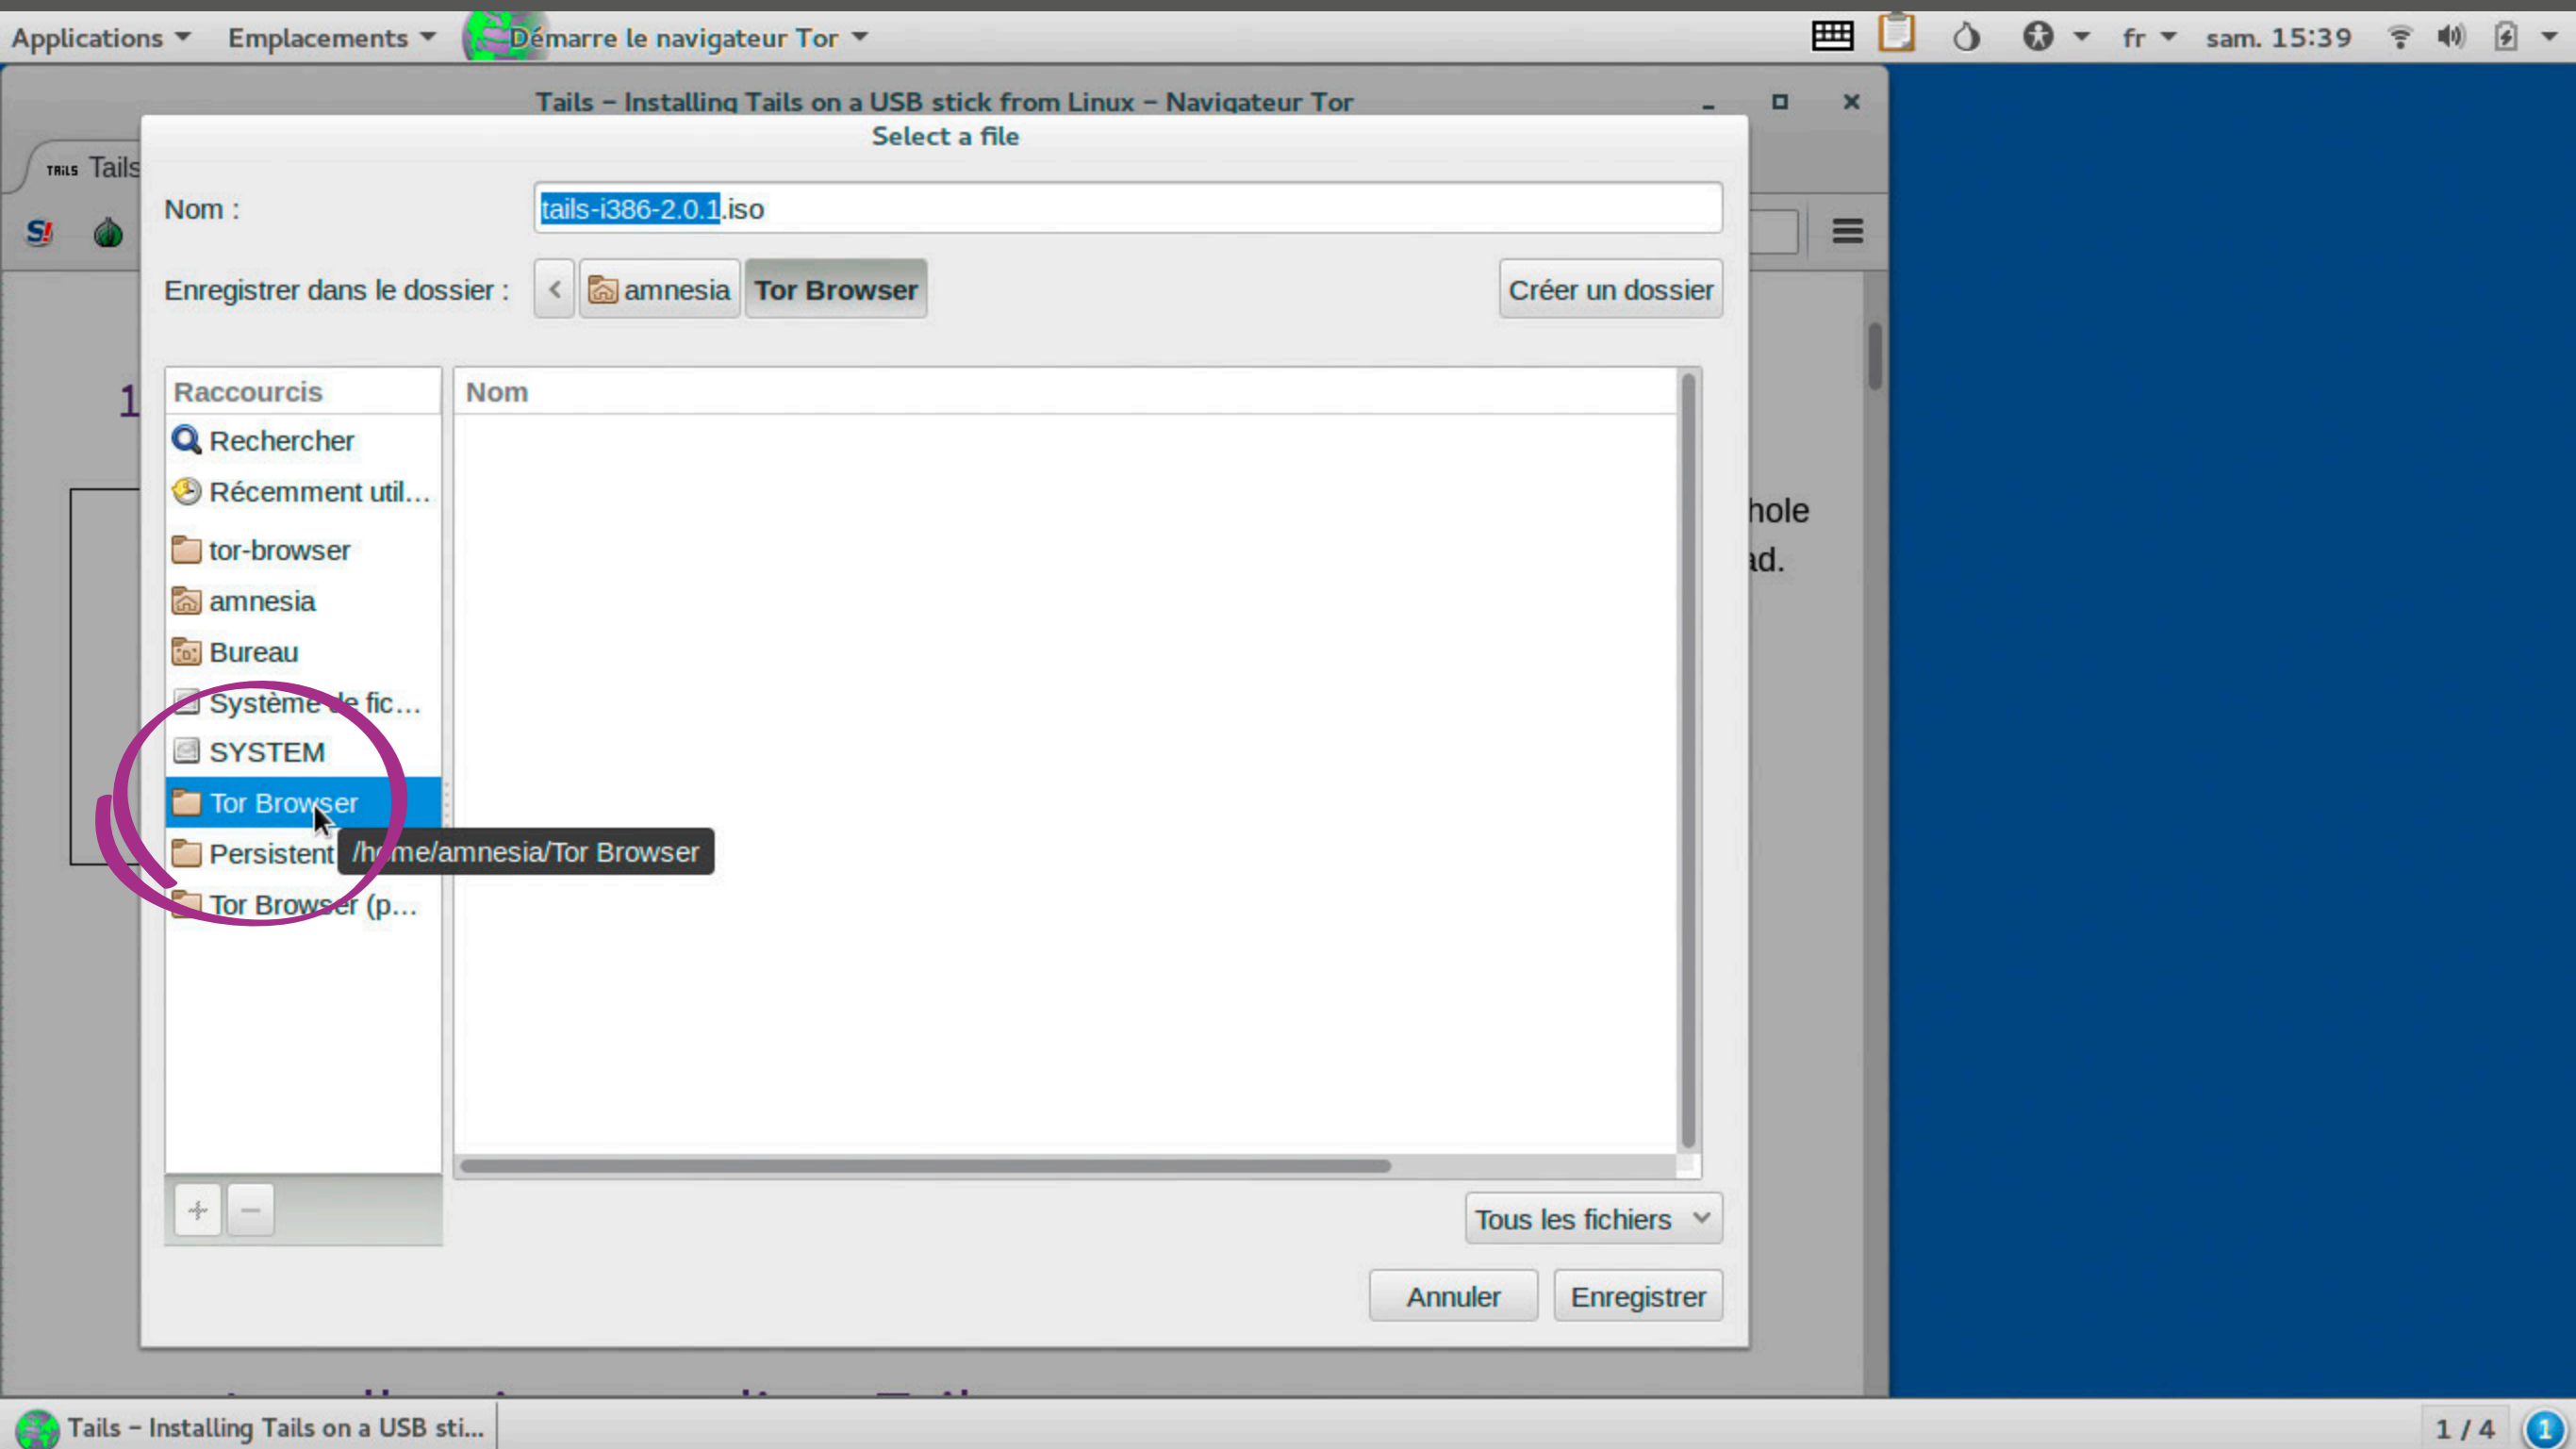 Applications Emplacements Démarre le navigateur Tor fr sam. 15:39
Tails – Installing Tails on a USB stick from Linux – Navigateur Tor
Select a file
TAILS Tails
Nom : tails-i386-2.0.1.iso
S!
Enregistrer dans le dossier : < amnesia Tor Browser Créer un dossier
1
Raccourcis Nom
Rechercher
Récemment util...
hole
tor-browser
ad.
amnesia
Bureau
Système de fic...
SYSTEM
Tor Browser
Persistent /home/amnesia/Tor Browser
Tor Browser (p...
+ −
Tous les fichiers
Annuler Enregistrer
Tails – Installing Tails on a USB sti... 1 / 4 1